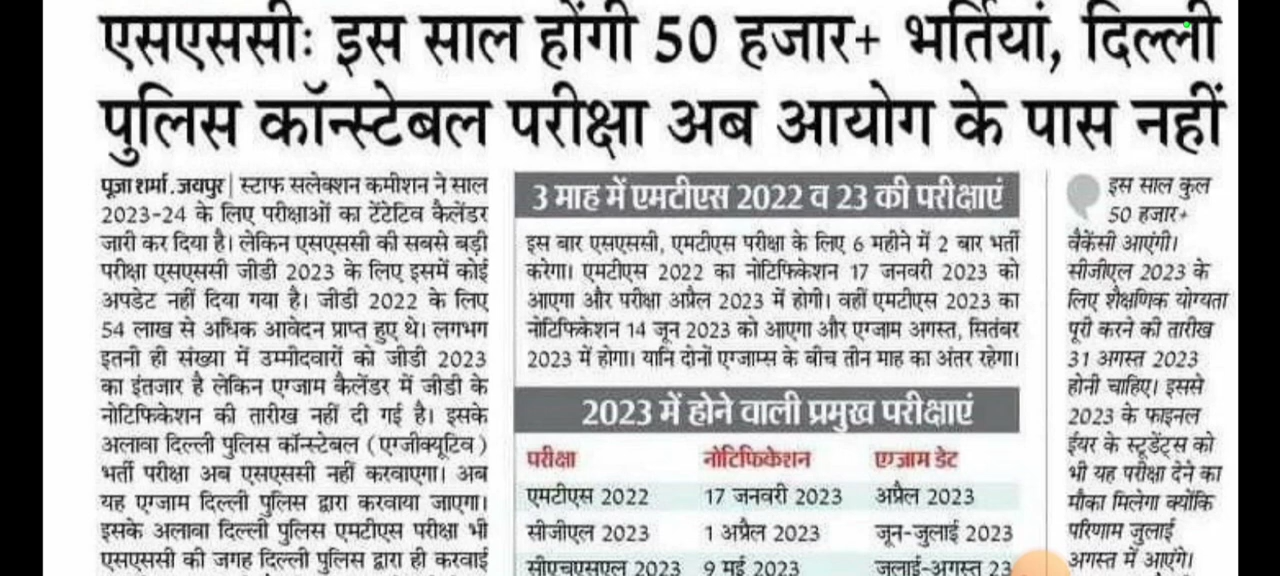 एसएससीः इस साल होंगी 50 हजार+ भर्तियां, दिल्ली
पुलिस कॉन्स्टेबल परीक्षा अब आयोग के पास नहीं
पूजा शर्मा . जयपुर | स्टाफ सलेक्शन कमीशन ने साल
2023-24 के लिए परीक्षाओं का टेंटेटिव कैलेंडर
जारी कर दिया है। लेकिन एसएससी की सबसे बड़ी
परीक्षा एसएससी जीडी 2023 के लिए इसमें कोई
अपडेट नहीं दिया गया है। जीडी 2022 के लिए
54 लाख से अधिक आवेदन प्राप्त हुए थे। लगभग
इतनी ही संख्या में उम्मीदवारों को जीडी 2023
का इंतजार है लेकिन एग्जाम कैलेंडर में जीडी के
नोटिफिकेशन की तारीख नहीं दी गई है। इसके
अलावा दिल्ली पुलिस कॉन्स्टेबल (एग्जीक्यूटिव)
भर्ती परीक्षा अब एसएससी नहीं करवाएगा। अब
यह एग्जाम दिल्ली पुलिस द्वारा करवाया जाएगा।
इसके अलावा दिल्ली पुलिस एमटीएस परीक्षा भी
एसएससी की जगह दिल्ली पुलिस द्वारा ही करवाई
3 माह में एमटीएस 2022 व 23 की परीक्षाएं
इस बार एसएससी, एमटीएस परीक्षा के लिए 6 महीने में 2 बार भर्ती
करेगा। एमटीएस 2022 का नोटिफिकेशन 17 जनवरी 2023 को
आएगा और परीक्षा अप्रैल 2023 में होगी। वहीं एमटीएस 2023 का
नोटिफिकेशन 14 जून 2023 को आएगा और एग्जाम अगस्त, सितंबर
2023 में होगा। यानि दोनों एग्जाम्स के बीच तीन माह का अंतर रहेगा।
2023 में होने वाली प्रमुख परीक्षाएं
परीक्षा नोटिफिकेशन एग्जाम डेट
एमटीएस 2022 17 जनवरी 2023 अप्रैल 2023
सीजीएल 2023 1 अप्रैल 2023 जून-जुलाई 2023
सीएचएसएल 2023 9 मई 2023 जुलाई-अगस्त 23
इस साल कुल
50 हजार+
वैकेंसी आएंगी।
सीजीएल 2023 के
लिए शैक्षणिक योग्यता
पूरी करने की तारीख
31 अगस्त 2023
होनी चाहिए। इससे
2023 के फाइनल
ईयर के स्टूडेंट्स को
भी यह परीक्षा देने का
मौका मिलेगा क्योंकि
परिणाम जुलाई
अगस्त में आएंगे।